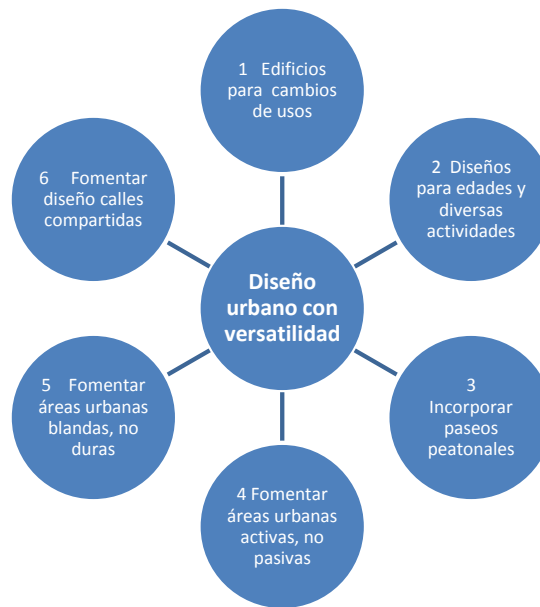 1 Edificios
para cambios
de usos
2 Diseños
para edades y
diversas
actividades
3
Incorporar
paseos
peatonales
4 Fomentar
áreas urbanas
activas, no
pasivas
5 Fomentar
áreas urbanas
blandas, no
duras
6 Fomentar
diseño calles
compartidas
Diseño
urbano con
versatilidad